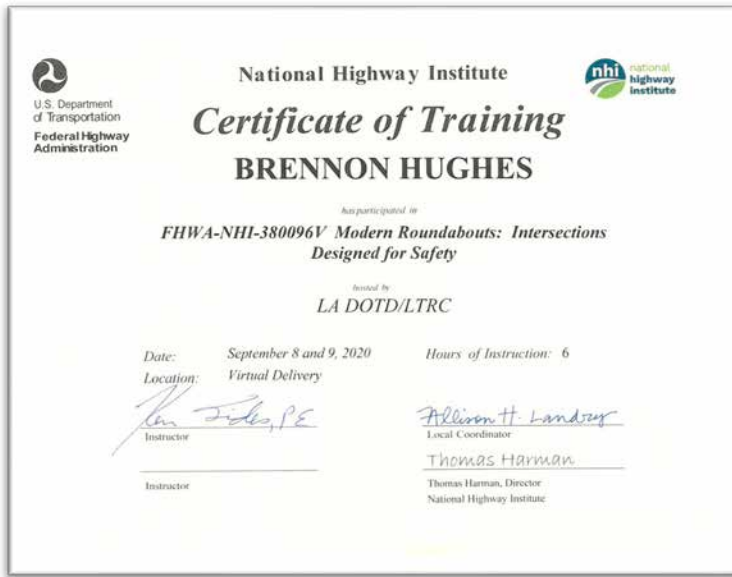 U.S. Department
of Transportation
Federal Highway
Administration
National Highway Institute
nhi national
highway
institute
Certificate of Training
BRENNON HUGHES
has participated in
FHWA-NHI-380096V Modern Roundabouts: Intersections
Designed for Safety
hosted by
LA DOTD/LTRC
Date: September 8 and 9, 2020 Hours of Instruction: 6
Location: Virtual Delivery
Ken Sides, PE
Instructor
Allison H. Landry
Local Coordinator
Thomas Harman
Instructor
Thomas Harman, Director
National Highway Institute